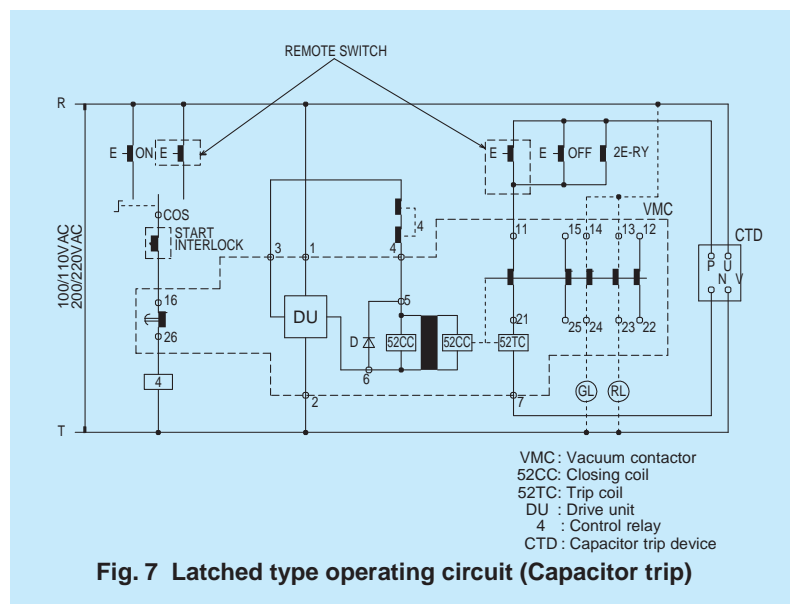 REMOTE SWITCH
R
E ON E
E E OFF 2E-RY
COS
START
INTERLOCK
4
11 15 14 13 12 VMC
CTD
3 1 4
P U
N V
100/110VAC
200/220VAC
16
DU
5
D 52CC 52CC 52TC
21 25 24 23 22
26
6
4
2 7
GL RL
T
VMC : Vacuum contactor
52CC: Closing coil
52TC: Trip coil
DU : Drive unit
4 : Control relay
CTD : Capacitor trip device
Fig. 7 Latched type operating circuit (Capacitor trip)